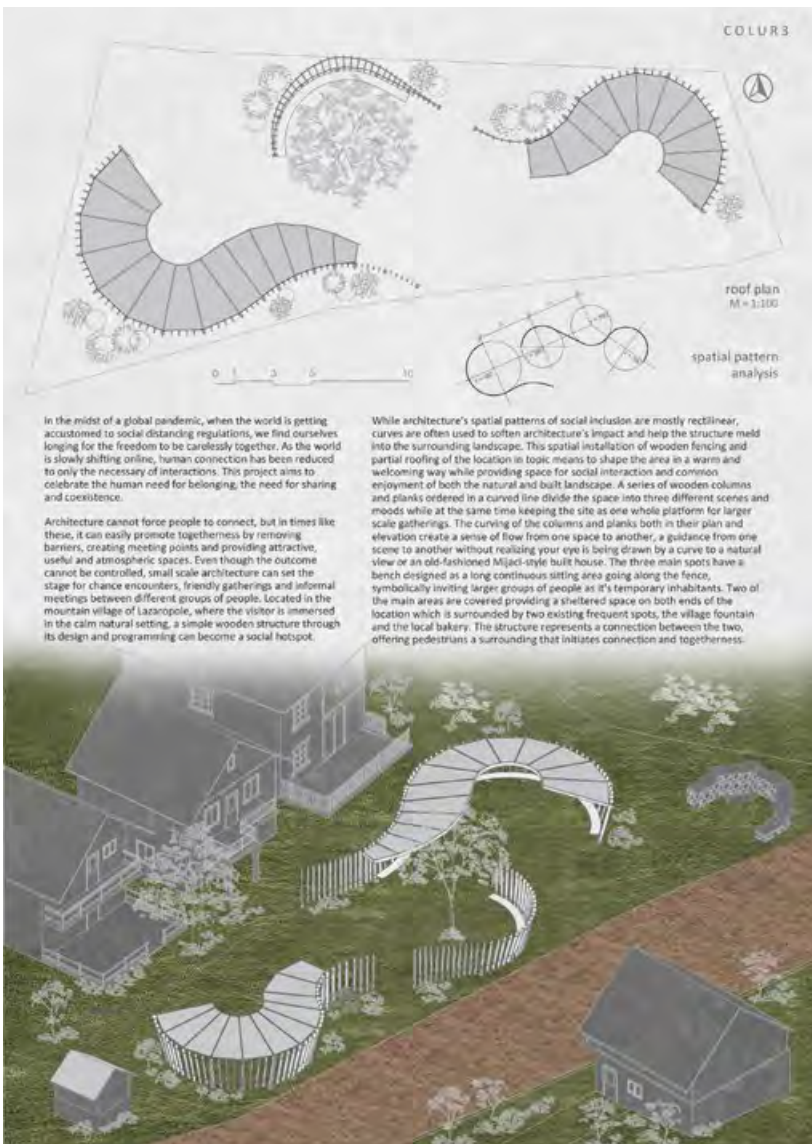 COLUR3
roof plan
M = 1:100
spatial pattern
analysis
0 1 3 5 10
In the midst of a global pandemic, when the world is getting
accustomed to social distancing regulations, we find ourselves
longing for the freedom to be carelessly together. As the world
is slowly shifting online, human connection has been reduced
to only the necessary of interactions. This project aims to
celebrate the human need for belonging, the need for sharing
and coexistence.
Architecture cannot force people to connect, but in times like
these, it can easily promote togetherness by removing
barriers, creating meeting points and providing attractive,
useful and atmospheric spaces. Even though the outcome
cannot be controlled, small scale architecture can set the
stage for chance encounters, friendly gatherings and informal
meetings between different groups of people. Located in the
mountain village of Lazaropole, where the visitor is immersed
in the calm natural setting, a simple wooden structure through
its design and programming can become a social hotspot.
While architecture's spatial patterns of social inclusion are mostly rectilinear,
curves are often used to soften architecture's impact and help the structure meld
into the surrounding landscape. This spatial installation of wooden fencing and
partial roofing of the location in topic means to shape the area in a warm and
welcoming way while providing space for social interaction and common
enjoyment of both the natural and built landscape. A series of wooden columns
and planks ordered in a curved line divide the space into three different scenes and
moods while at the same time keeping the site as one whole platform for larger
scale gatherings. The curving of the columns and planks both in their plan and
elevation create a sense of flow from one space to another, a guidance from one
scene to another without realizing your eye is being drawn by a curve to a natural
view or an old-fashioned Mijaci-style built house. The three main spots have a
bench designed as a long continuous sitting area going along the fence,
symbolically inviting larger groups of people as it's temporary inhabitants. Two of
the main areas are covered providing a sheltered space on both ends of the
location which is surrounded by two existing frequent spots, the village fountain
and the local bakery. The structure represents a connection between the two,
offering pedestrians a surrounding that initiates connection and togetherness.